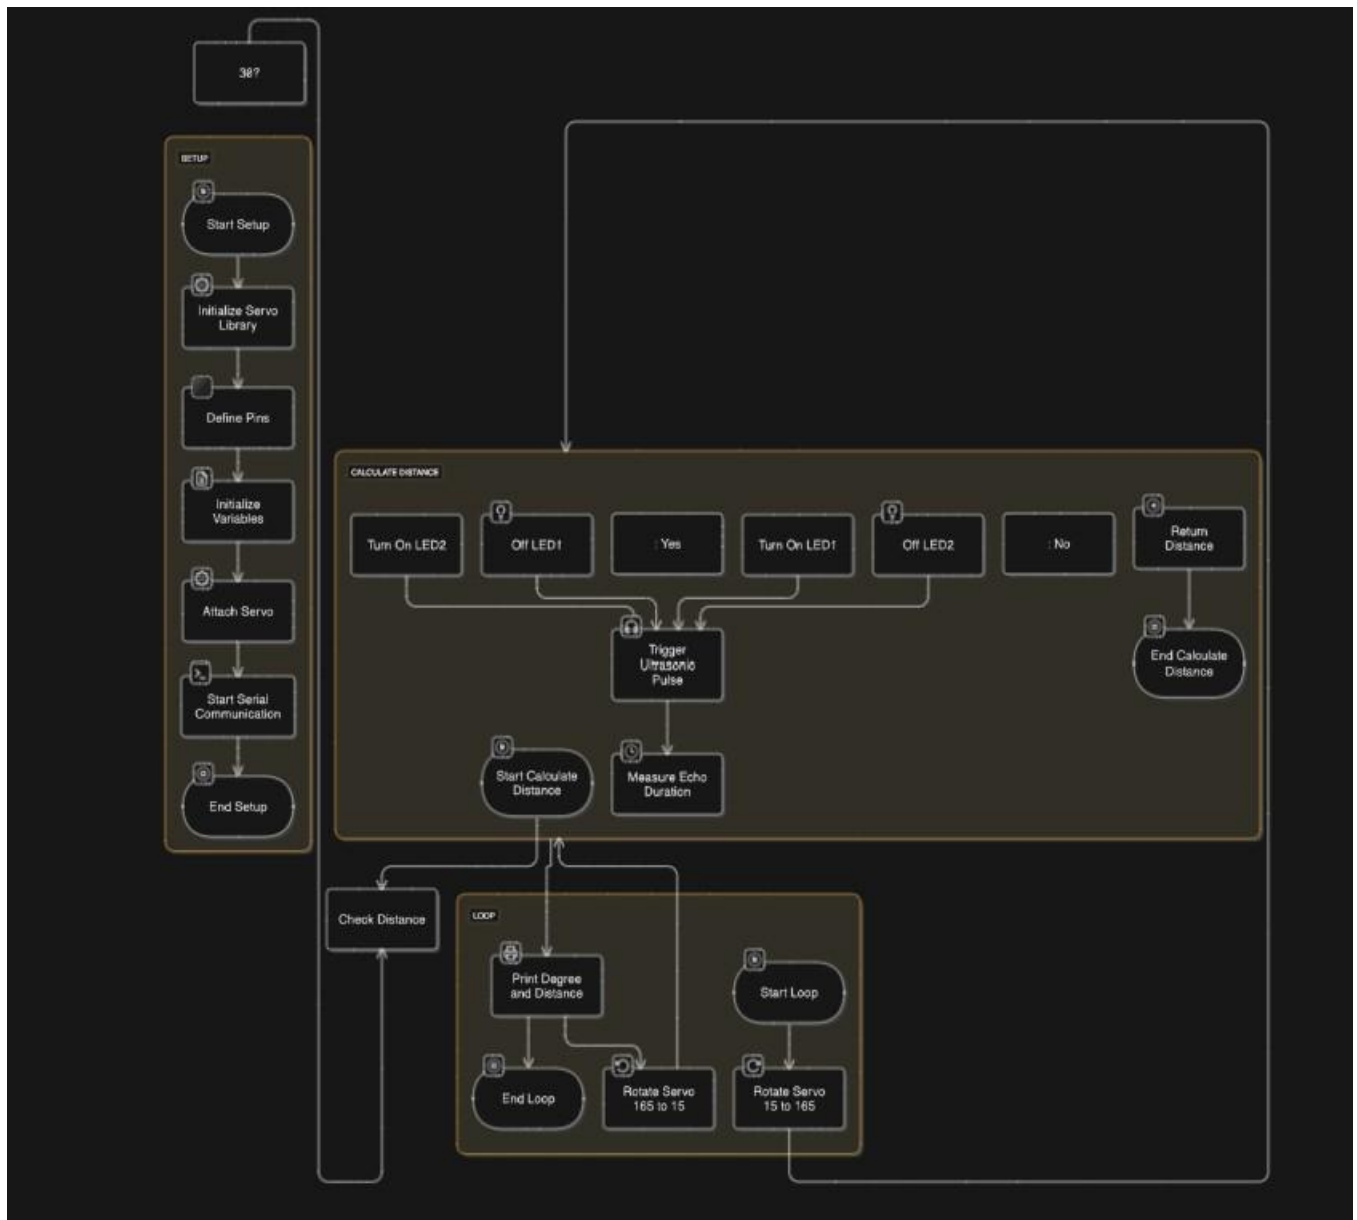 30?
SETUP
Start Setup
Initialize Servo
Library
Define Pins
Initialize
Variables
Attach Servo
Start Serial
Communication
End Setup
CALCULATE DISTANCE
Turn On LED2
Off LED1
: Yes
Turn On LED1
Off LED2
: No
Return
Distance
Trigger
Ultrasonic
Pulse
End Calculate
Distance
Start Calculate
Distance
Measure Echo
Duration
Check Distance
LOOP
Print Degree
and Distance
Start Loop
End Loop
Rotate Servo
165 to 15
Rotate Servo
15 to 165